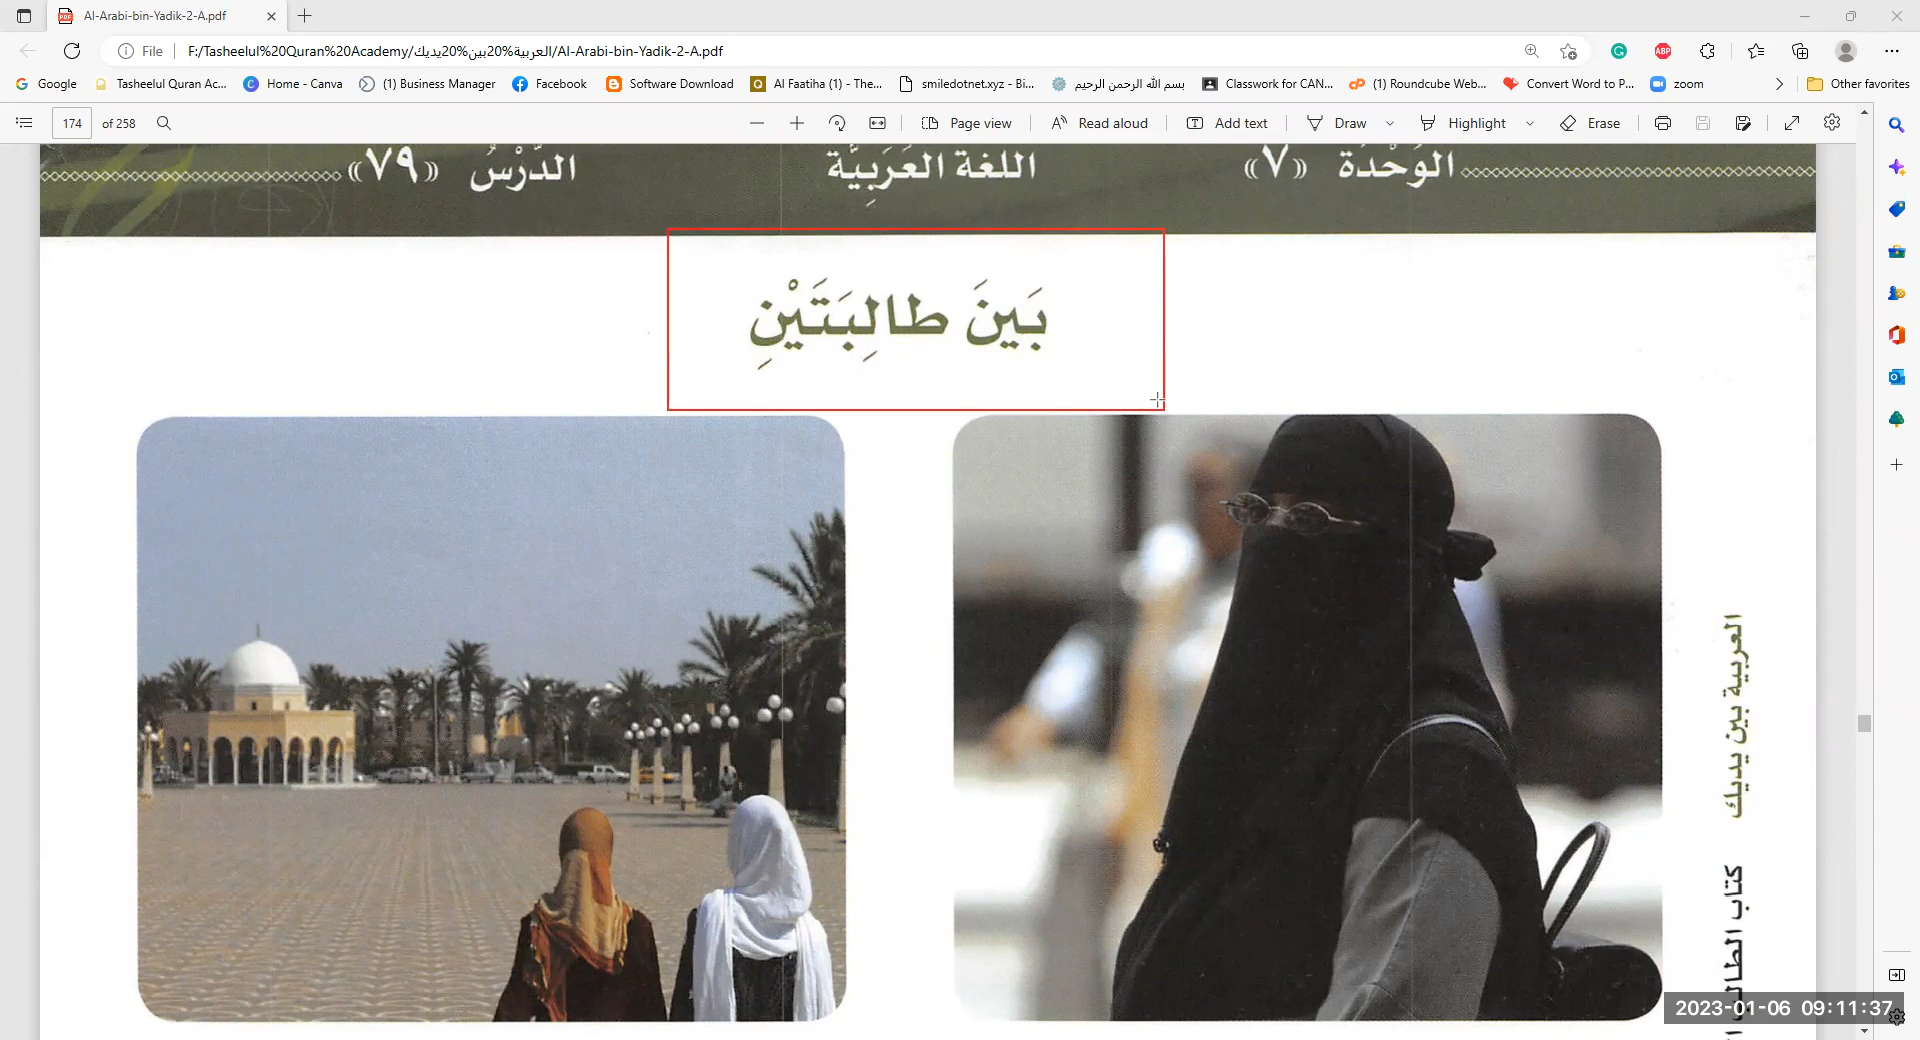 Al-Arabi-bin-Yadik-2-A.pdf
File F:/Tasheelul%20Quran%20Academy/العربية%20بين%20يديك/Al-Arabi-bin-Yadik-2-A.pdf
Google Tasheelul Quran Ac... Home - Canva (1) Business Manager Facebook Software Download Al Faatiha (1) - The... smiledotnet.xyz - Bi... بسم الله الرحمن الرحيم Classwork for CAN... (1) Roundcube Web... Convert Word to P... zoom Other favorites
174 of 258 Page view Read aloud Add text Draw Highlight Erase
الوَحْدَة «٧» اللغة العَرَبِيَّة الدَّرْسُ «٧٩»
بَينَ طالِبَتَيْنِ
العربية بين يديك كتاب الطالب
2023-01-06 09:11:37